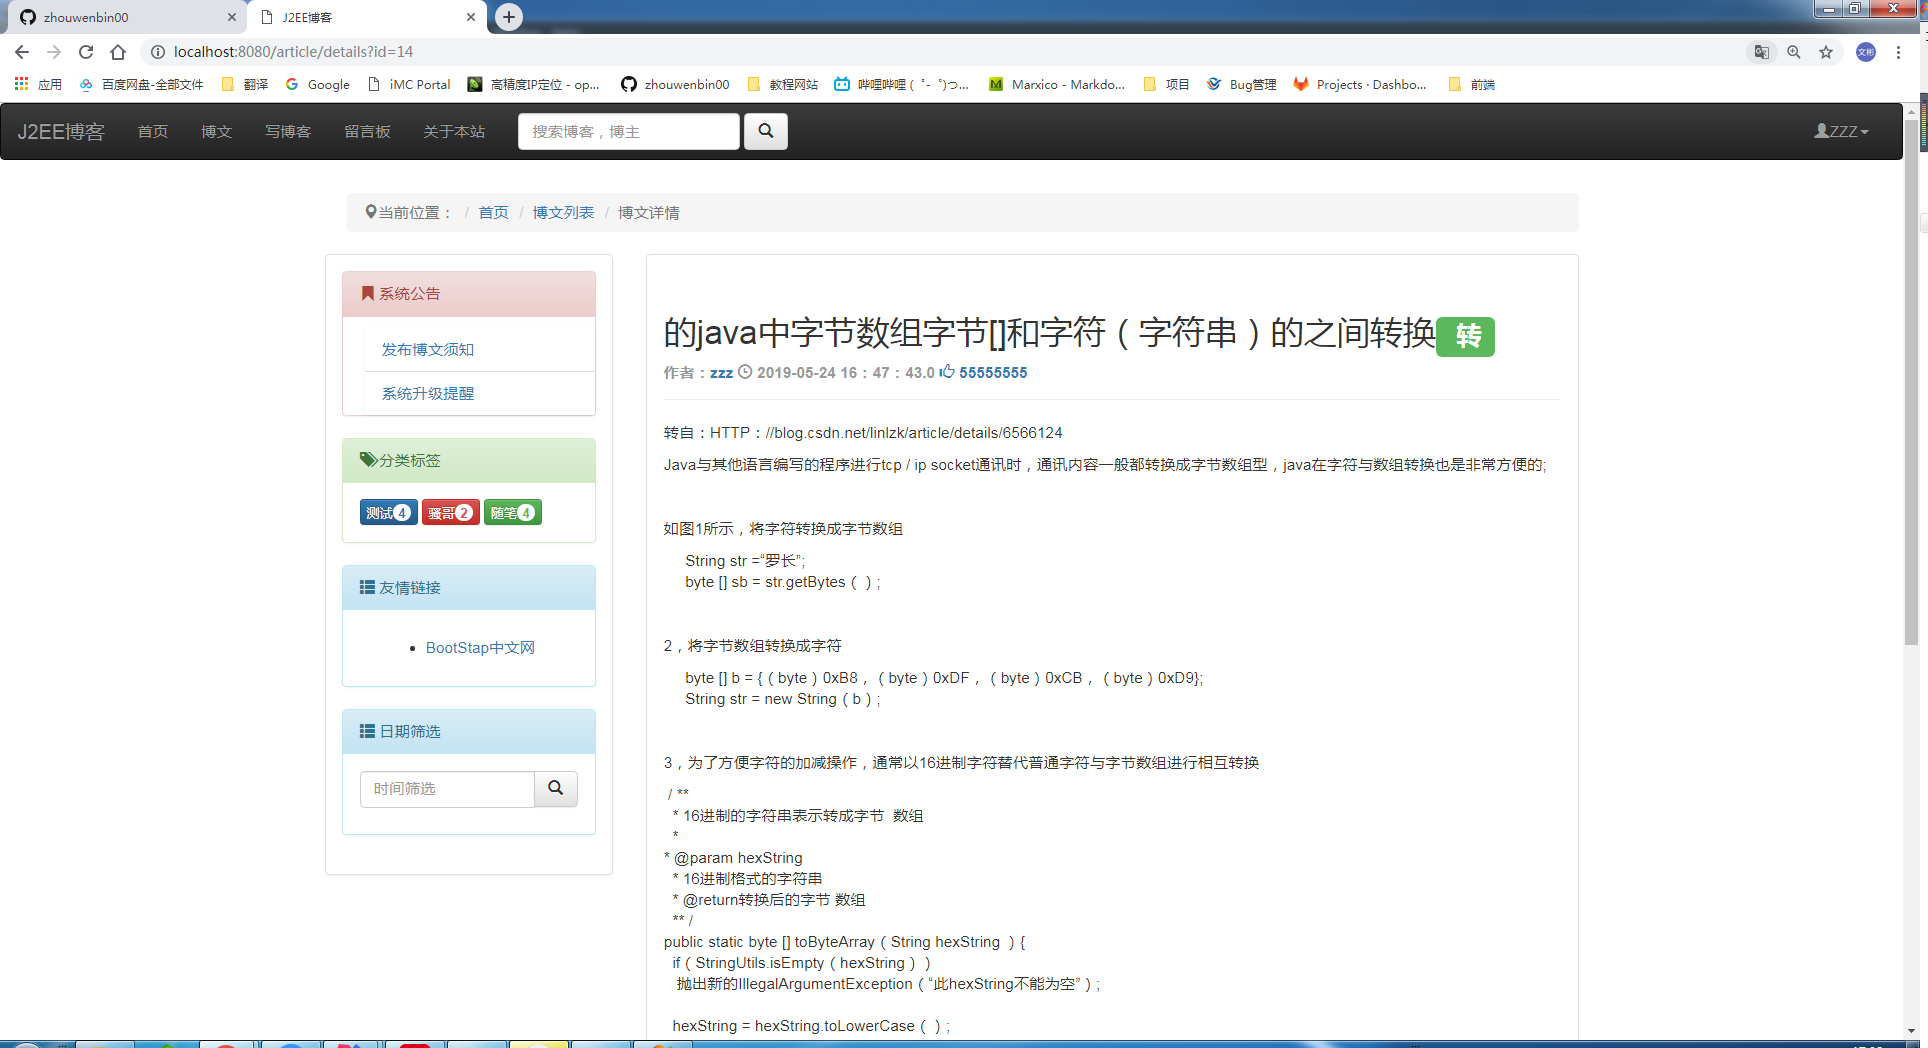 zhouwenbin00
J2EE博客
localhost:8080/article/details?id=14
文彬
应用
百度网盘-全部文件
翻译
Google
iMC Portal
高精度IP定位 - op...
zhouwenbin00
教程网站
哔哩哔哩 ( ゜- ゜)つ...
Marxico - Markdo...
项目
Bug管理
Projects · Dashbo...
前端
J2EE博客
首页
博文
写博客
留言板
关于本站
搜索博客，博主
ZZZ
当前位置： / 首页 / 博文列表 / 博文详情
系统公告
发布博文须知
系统升级提醒
分类标签
测试4 骚哥2 随笔4
友情链接
BootStap中文网
日期筛选
时间筛选
的java中字节数组字节[]和字符（字符串）的之间转换 转
作者：zzz 2019-05-24 16：47：43.0 55555555
转自：HTTP：//blog.csdn.net/linlzk/article/details/6566124
Java与其他语言编写的程序进行tcp / ip socket通讯时，通讯内容一般都转换成字节数组型，java在字符与数组转换也是非常方便的;
如图1所示，将字符转换成字节数组
String str =“罗长”;
byte [] sb = str.getBytes（ ）;
2，将字节数组转换成字符
byte [] b = {（byte）0xB8，（byte）0xDF，（byte）0xCB，（byte）0xD9};
String str = new String（b）;
3，为了方便字符的加减操作，通常以16进制字符替代普通字符与字节数组进行相互转换
/ **
* 16进制的字符串表示转成字节 数组
*
* @param hexString
* 16进制格式的字符串
* @return转换后的字节 数组
** /
public static byte [] toByteArray（String hexString ）{
if（StringUtils.isEmpty（hexString））
抛出新的IllegalArgumentException（“此hexString不能为空”）;
hexString = hexString.toLowerCase（ ）;